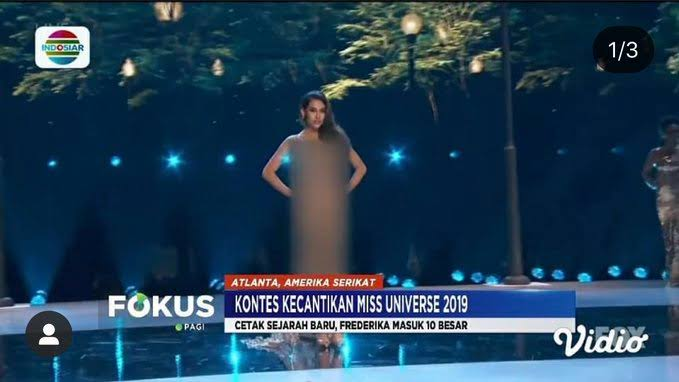 INDOSIAR
1/3
ATLANTA, AMERIKA SERIKAT
FOKUS
PAGI
KONTES KECANTIKAN MISS UNIVERSE 2019
CETAK SEJARAH BARU, FREDERIKA MASUK 10 BESAR
FOX
Vidio